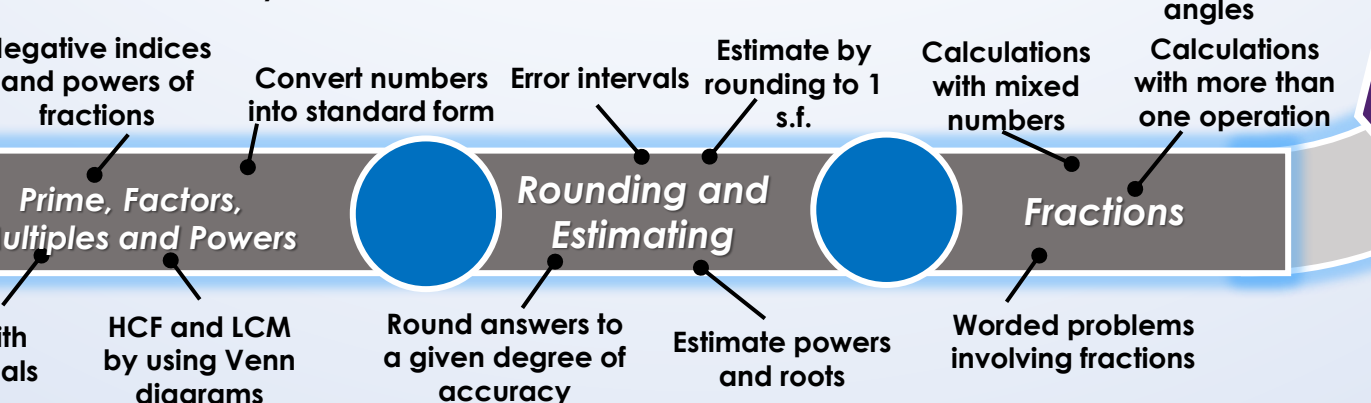 angles
Negative indices
and powers of
fractions
Convert numbers
into standard form
Error intervals
Estimate by
rounding to 1
s.f.
Calculations
with mixed
numbers
Calculations
with more than
one operation
Prime, Factors,
Multiples and Powers
Rounding and
Estimating
Fractions
ith
als
HCF and LCM
by using Venn
diagrams
Round answers to
a given degree of
accuracy
Estimate powers
and roots
Worded problems
involving fractions